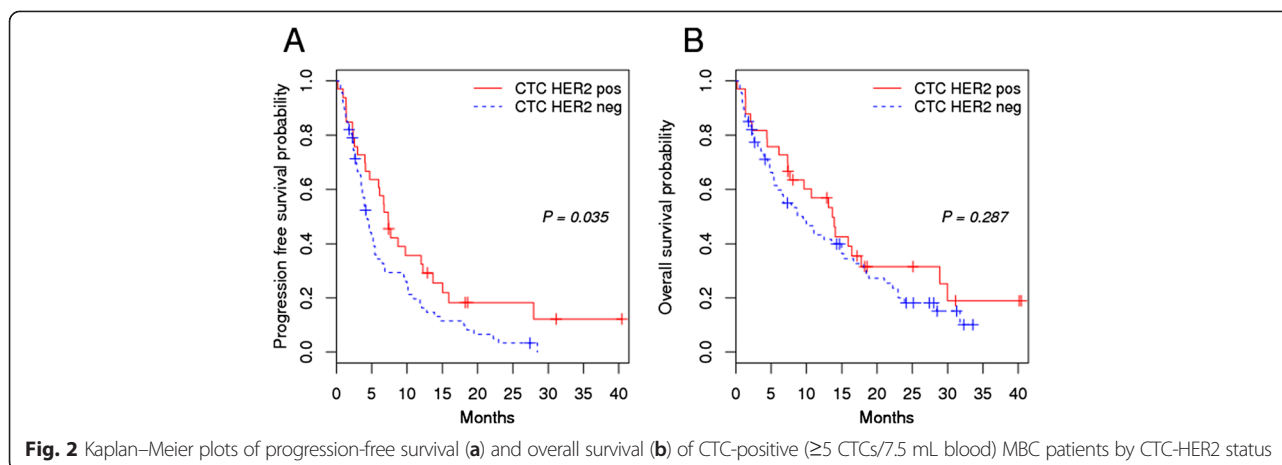 A
Progression free survival probability
1.0
0.8
0.6
0.4
0.2
0.0
CTC HER2 pos
CTC HER2 neg
P = 0.035
0 5 10 15 20 25 30 35 40
Months
B
Overall survival probability
1.0
0.8
0.6
0.4
0.2
0.0
CTC HER2 pos
CTC HER2 neg
P = 0.287
0 5 10 15 20 25 30 35 40
Months
Fig. 2 Kaplan–Meier plots of progression-free survival (a) and overall survival (b) of CTC-positive (≥5 CTCs/7.5 mL blood) MBC patients by CTC-HER2 status